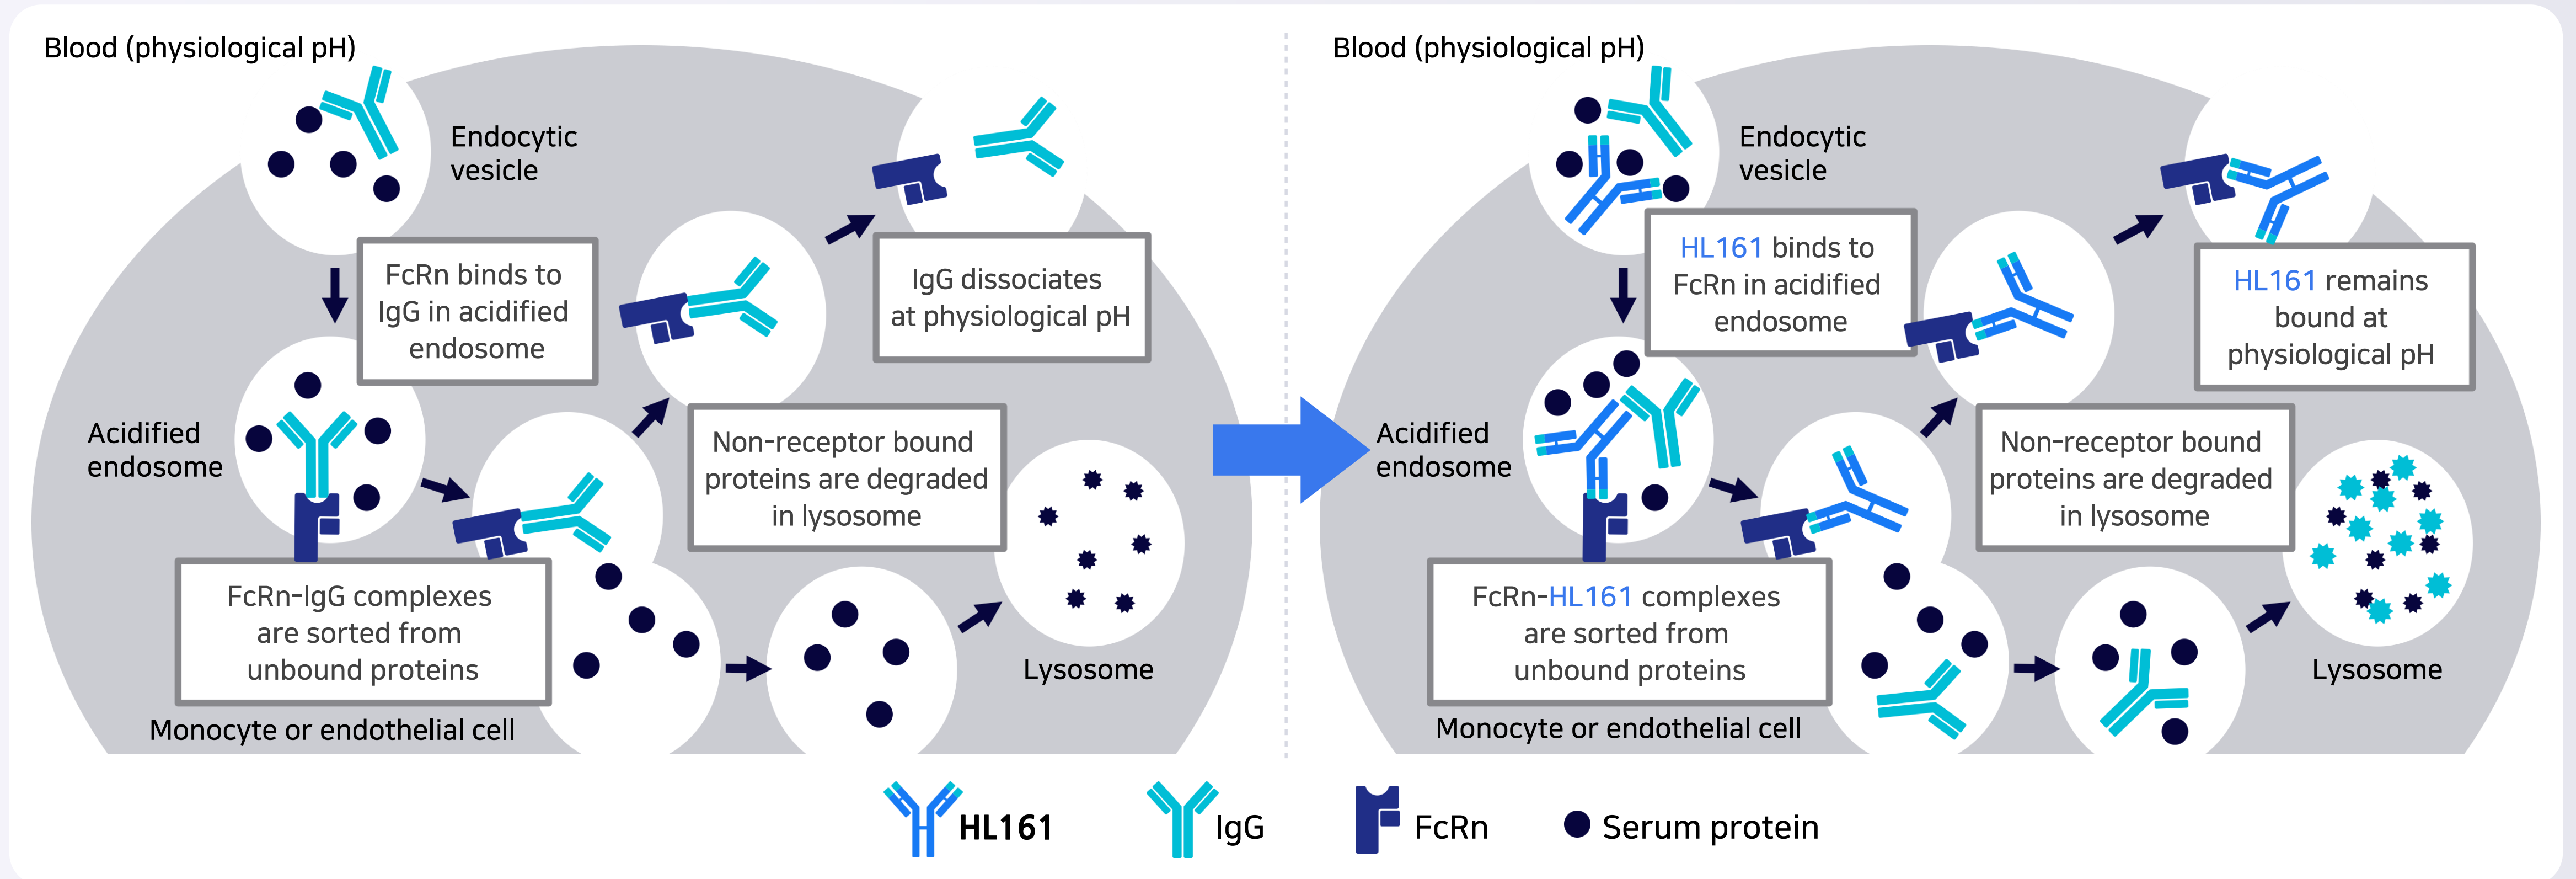 Blood (physiological pH)
Endocytic
vesicle
FcRn binds to
IgG in acidified
endosome
IgG dissociates
at physiological pH
Acidified
endosome
Non-receptor bound
proteins are degraded
in lysosome
FcRn-IgG complexes
are sorted from
unbound proteins
Lysosome
Monocyte or endothelial cell
Blood (physiological pH)
Endocytic
vesicle
HL161 binds to
FcRn in acidified
endosome
HL161 remains
bound at
physiological pH
Acidified
endosome
Non-receptor bound
proteins are degraded
in lysosome
FcRn-HL161 complexes
are sorted from
unbound proteins
Lysosome
Monocyte or endothelial cell
HL161
IgG
FcRn
Serum protein